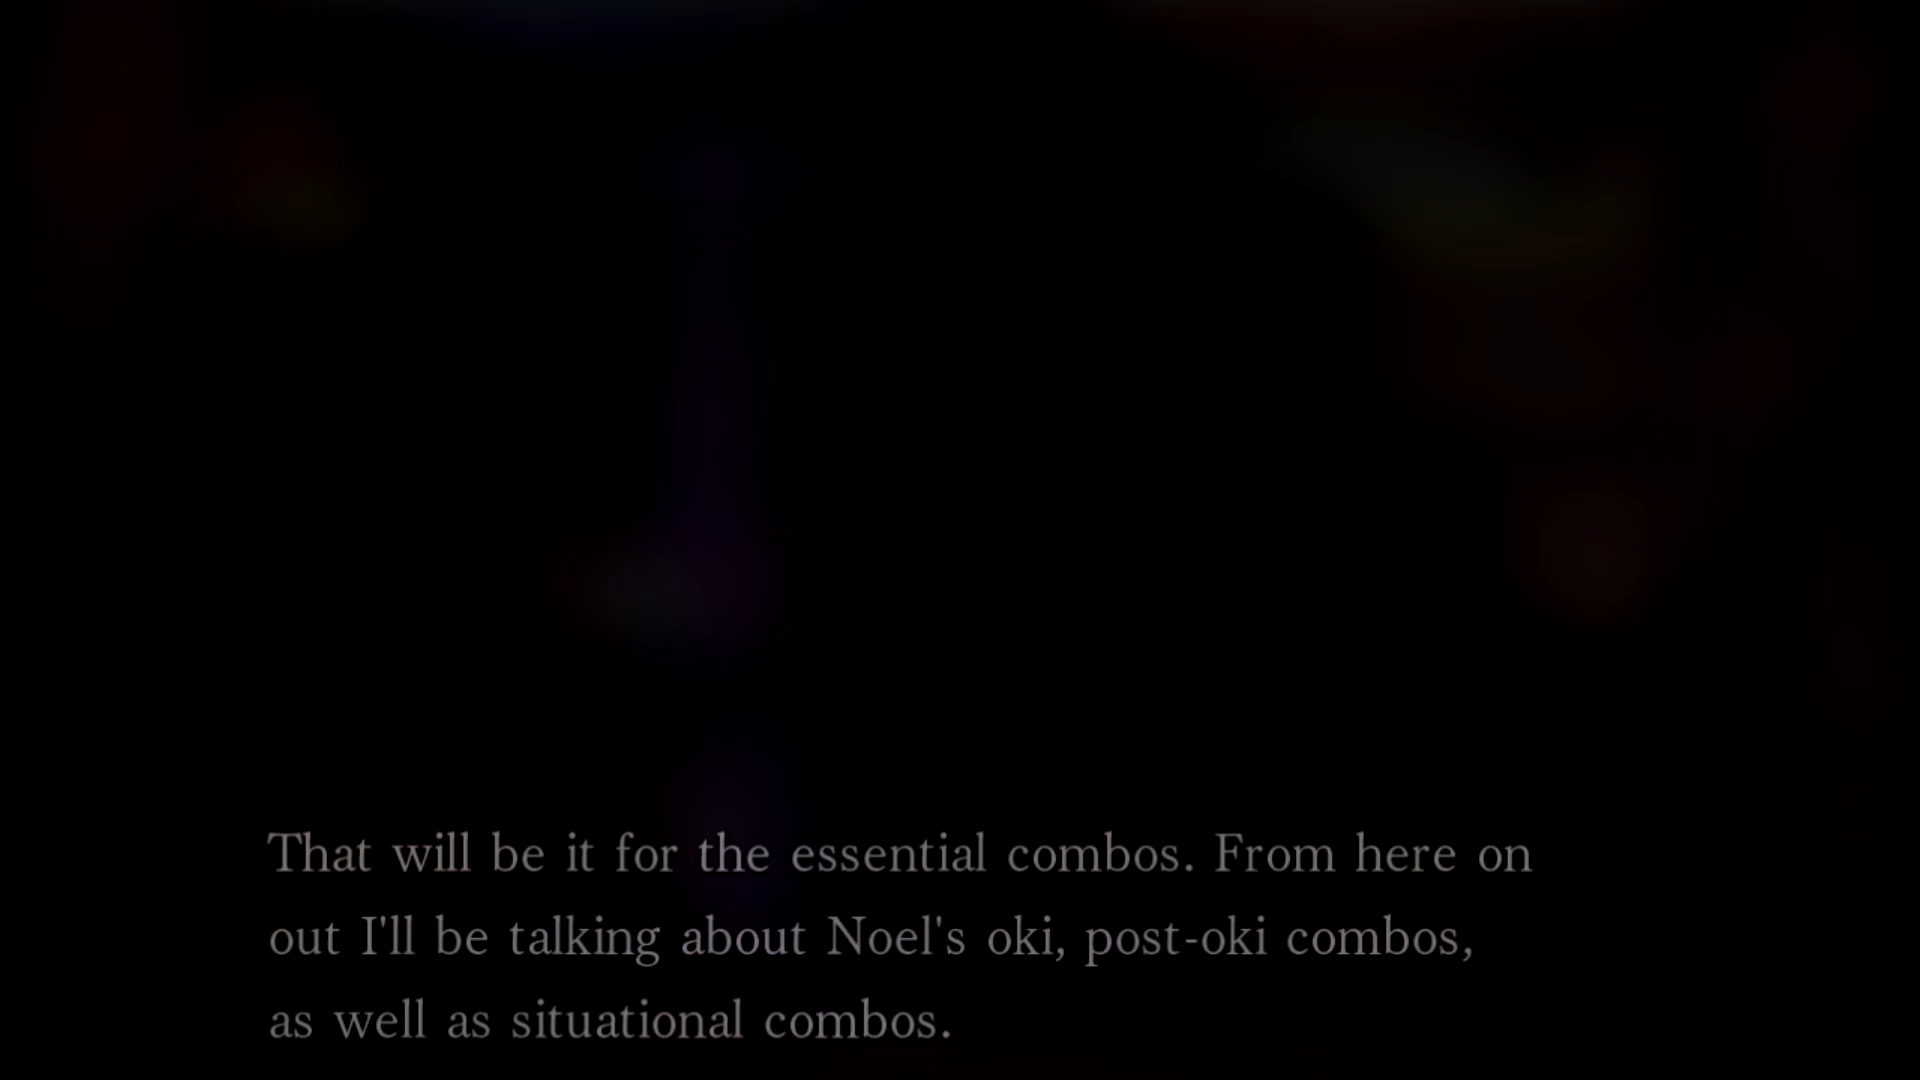 That will be it for the essential combos. From here on
out I'll be talking about Noel's oki, post-oki combos,
as well as situational combos.